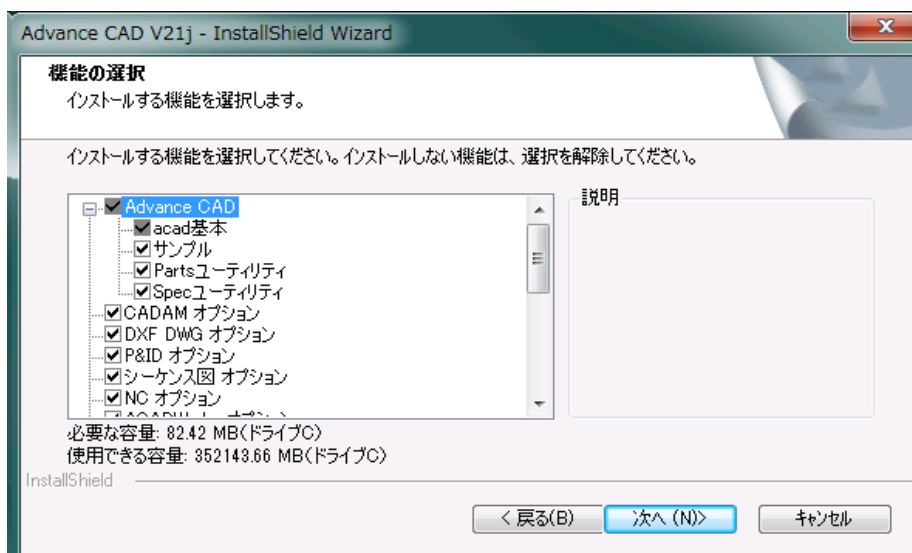 Advance CAD V21j - InstallShield Wizard
機能の選択
インストールする機能を選択します。
インストールする機能を選択してください。インストールしない機能は、選択を解除してください。
Advance CAD
acad基本
サンプル
Partsユーティリティ
Specユーティリティ
CADAM オプション
DXF DWG オプション
P&ID オプション
シーケンス図 オプション
NC オプション
説明
必要な容量: 82.42 MB(ドライブC)
使用できる容量: 352143.66 MB(ドライブC)
InstallShield
< 戻る(B)
次へ (N)>
キャンセル